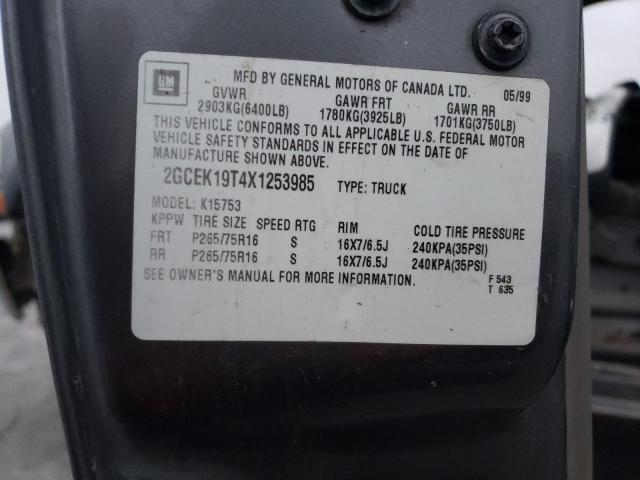 GM
MFD BY GENERAL MOTORS OF CANADA LTD. 05/99
GVWR GAWR FRT GAWR RR
2903KG(6400LB) 1780KG(3925LB) 1701KG(3750LB)
THIS VEHICLE CONFORMS TO ALL APPLICABLE U.S. FEDERAL MOTOR
VEHICLE SAFETY STANDARDS IN EFFECT ON THE DATE OF
MANUFACTURE SHOWN ABOVE.
2GCEK19T4X1253985 TYPE: TRUCK
MODEL: K15753
KPPW TIRE SIZE SPEED RTG RIM COLD TIRE PRESSURE
FRT P265/75R16 S 16X7/6.5J 240KPA(35PSI)
RR P265/75R16 S 16X7/6.5J 240KPA(35PSI)
SEE OWNER'S MANUAL FOR MORE INFORMATION. F 543
T 635